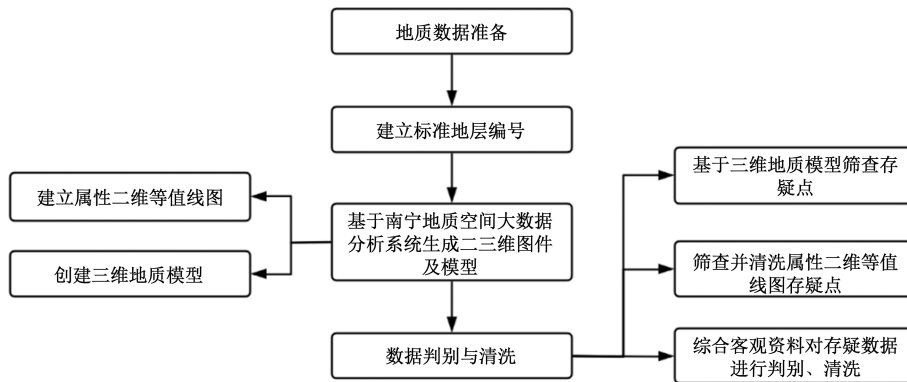 地质数据准备
建立标准地层编号
建立属性二维等值线图
创建三维地质模型
基于南宁地质空间大数据
分析系统生成二三维图件
及模型
数据判别与清洗
基于三维地质模型筛查存
疑点
筛查并清洗属性二维等值
线图存疑点
综合客观资料对存疑数据
进行判别、清洗